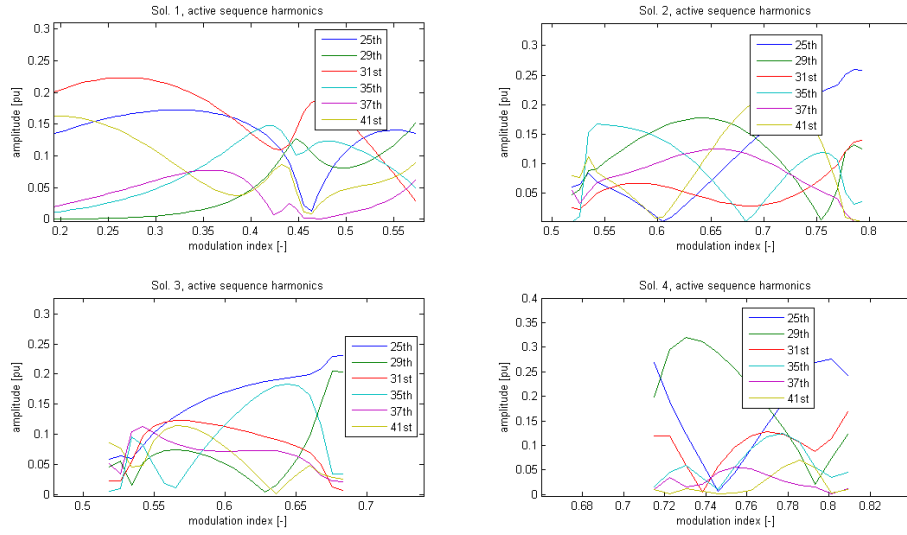 Sol. 1, active sequence harmonics
0.3
0.25
0.2
0.15
0.1
0.05
0
0.2 0.25 0.3 0.35 0.4 0.45 0.5 0.55
amplitude [pu]
modulation index [-]
25th
29th
31st
35th
37th
41st
Sol. 2, active sequence harmonics
0.3
0.25
0.2
0.15
0.1
0.05
0.55 0.6 0.65 0.7 0.75 0.8
amplitude [pu]
modulation index [-]
25th
29th
31st
35th
37th
41st
Sol. 3, active sequence harmonics
0.3
0.25
0.2
0.15
0.1
0.05
0
0.5 0.55 0.6 0.65 0.7
amplitude [pu]
modulation index [-]
25th
29th
31st
35th
37th
41st
Sol. 4, active sequence harmonics
0.4
0.35
0.3
0.25
0.2
0.15
0.1
0.05
0
0.68 0.7 0.72 0.74 0.76 0.78 0.8 0.82
amplitude [pu]
modulation index [-]
25th
29th
31st
35th
37th
41st